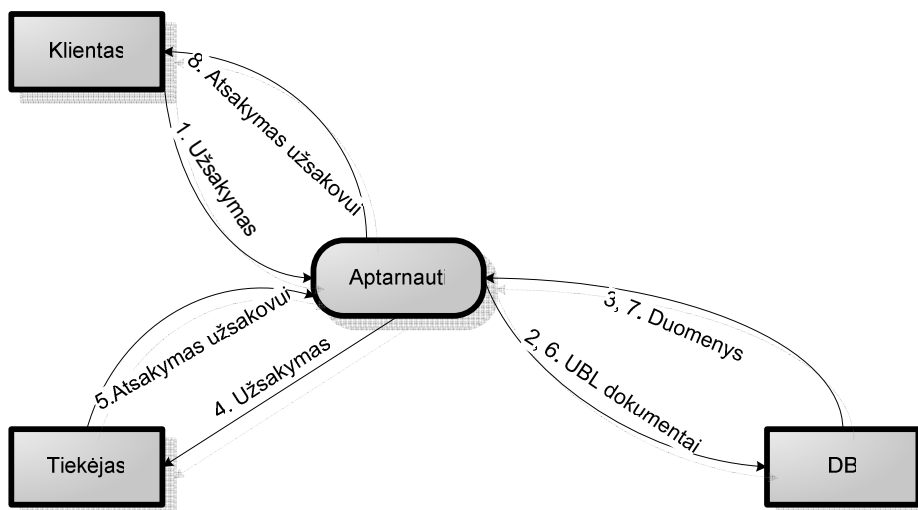 Klientas
8. Atsakymas užsakovui
1. Užsakymas
Aptarnauti
3, 7. Duomenys
2, 6. UBL dokumentai
5.Atsakymas užsakovui
4. Užsakymas
Tiekėjas
DB